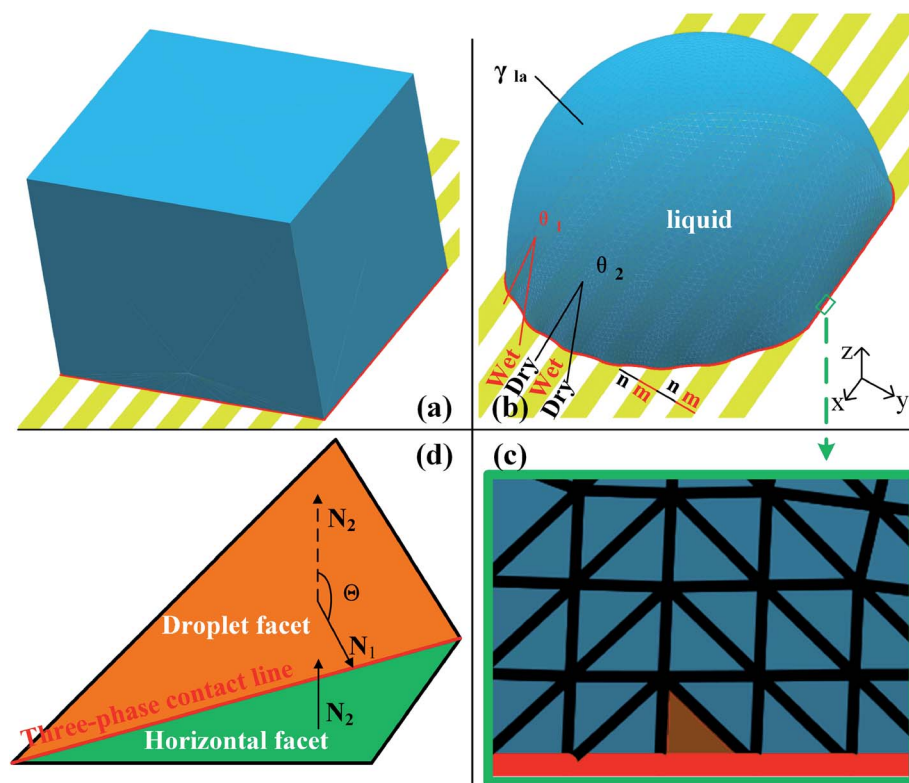 (a)
γ la
liquid
θ 1
θ 2
Wet
Dry
Wet
Dry
n
m
n
m
(b)
z
x
y
(d)
N2
Θ
Droplet facet
N1
Three-phase contact line
N2
Horizontal facet
(c)